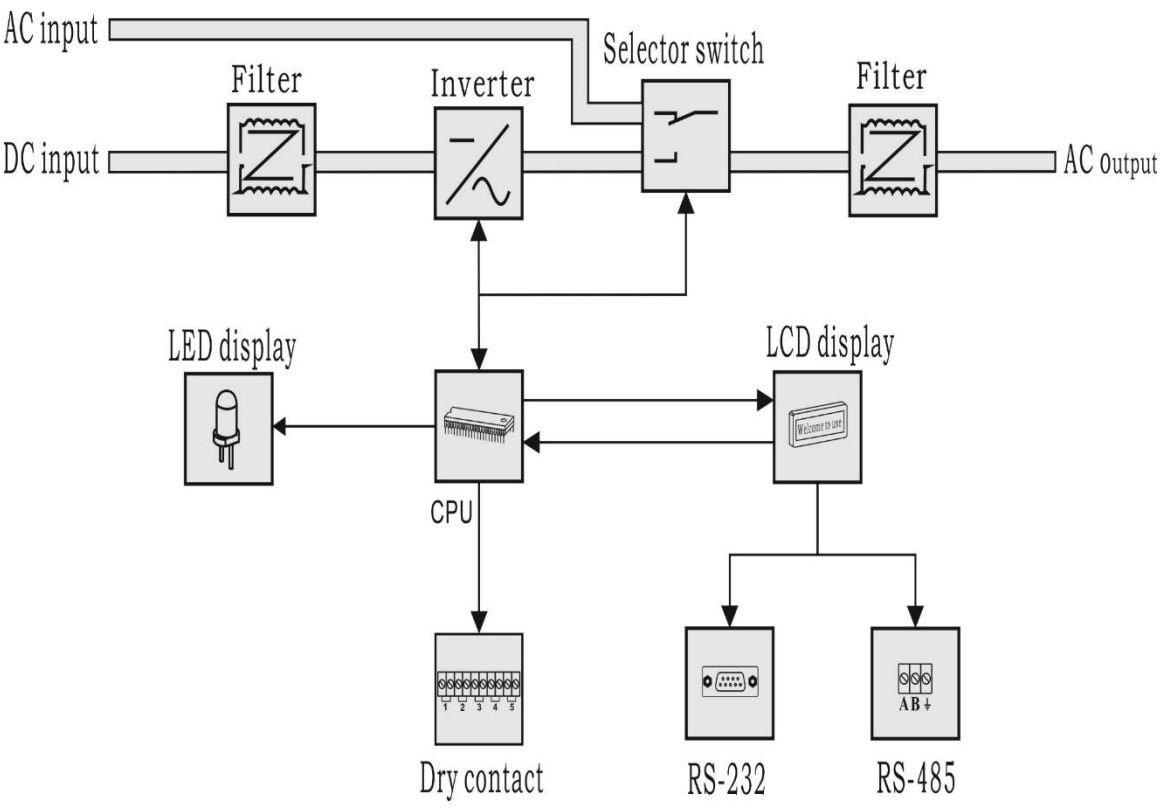 AC input
Selector switch
Filter
Inverter
Filter
DC input
AC Output
LED display
LCD display
Welcome to use
CPU
1 2 3 4 5
A B
Dry contact
RS-232
RS-485